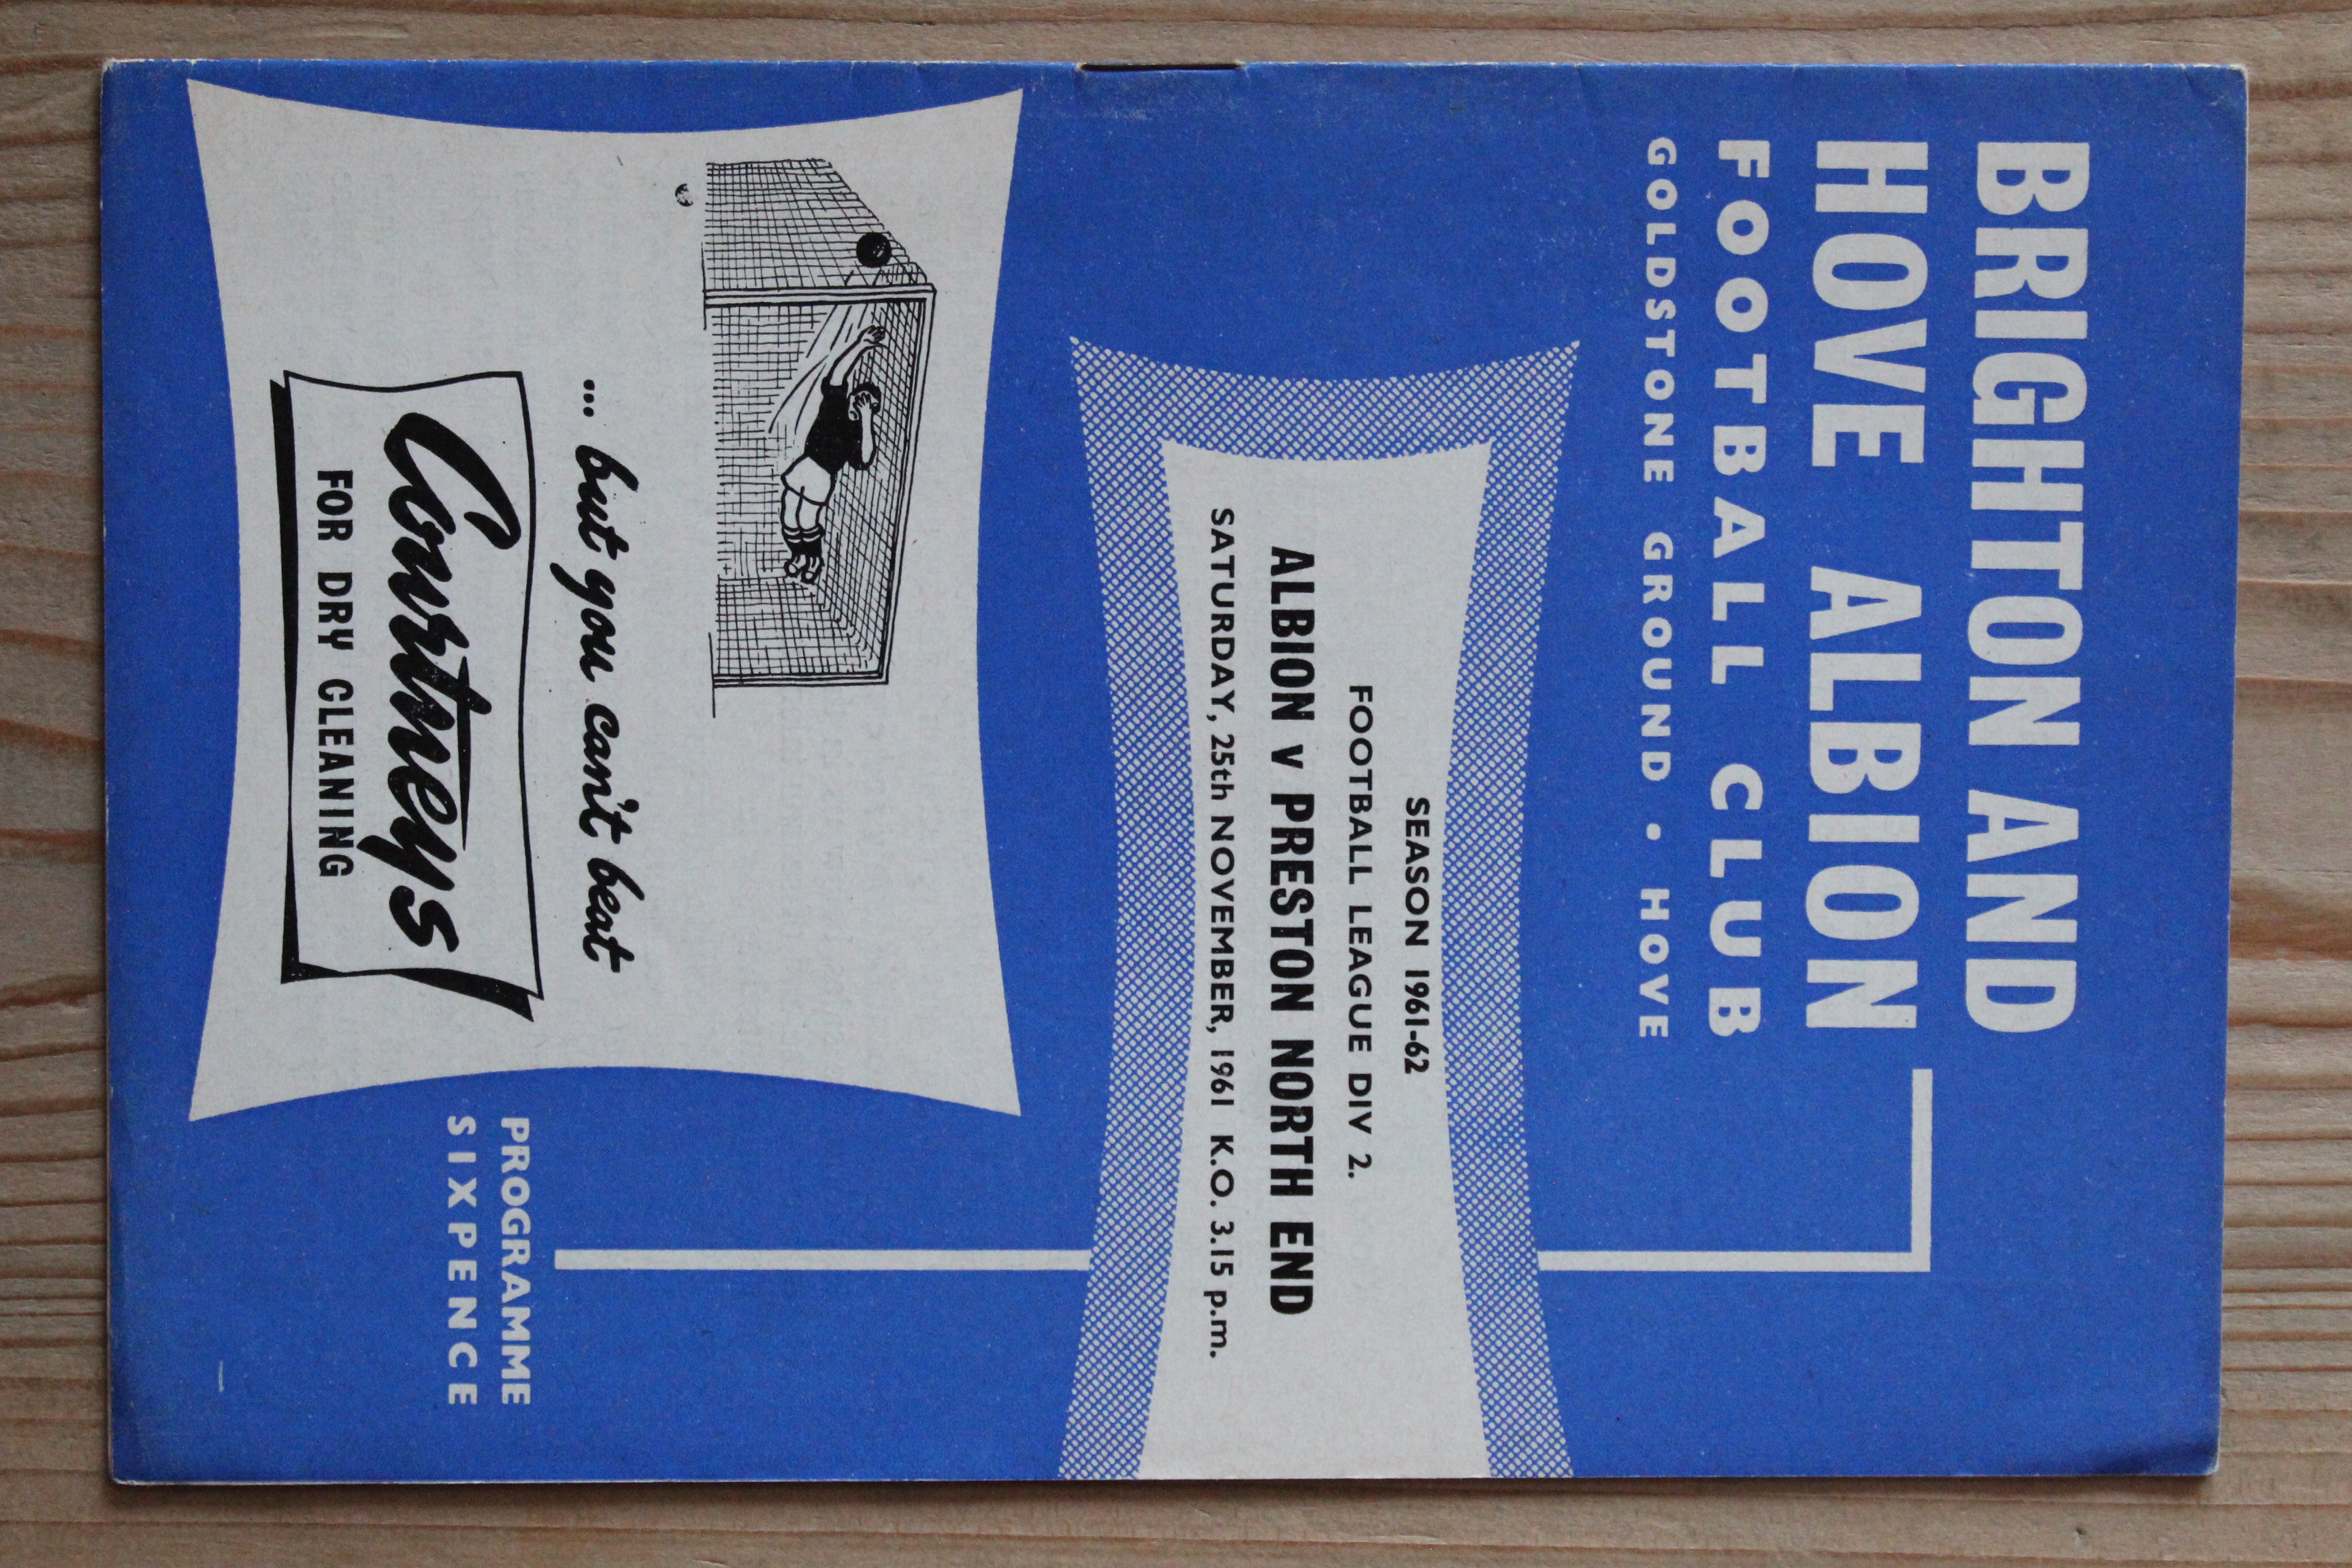 BRIGHTON AND
HOVE ALBION
FOOTBALL CLUB
GOLDSTONE GROUND • HOVE
SEASON 1961-62
FOOTBALL LEAGUE DIV 2.
ALBION v PRESTON NORTH END
SATURDAY, 25th NOVEMBER, 1961 K.O. 3.15 p.m.
... but you can't beat
Courtneys
FOR DRY CLEANING
PROGRAMME
SIXPENCE